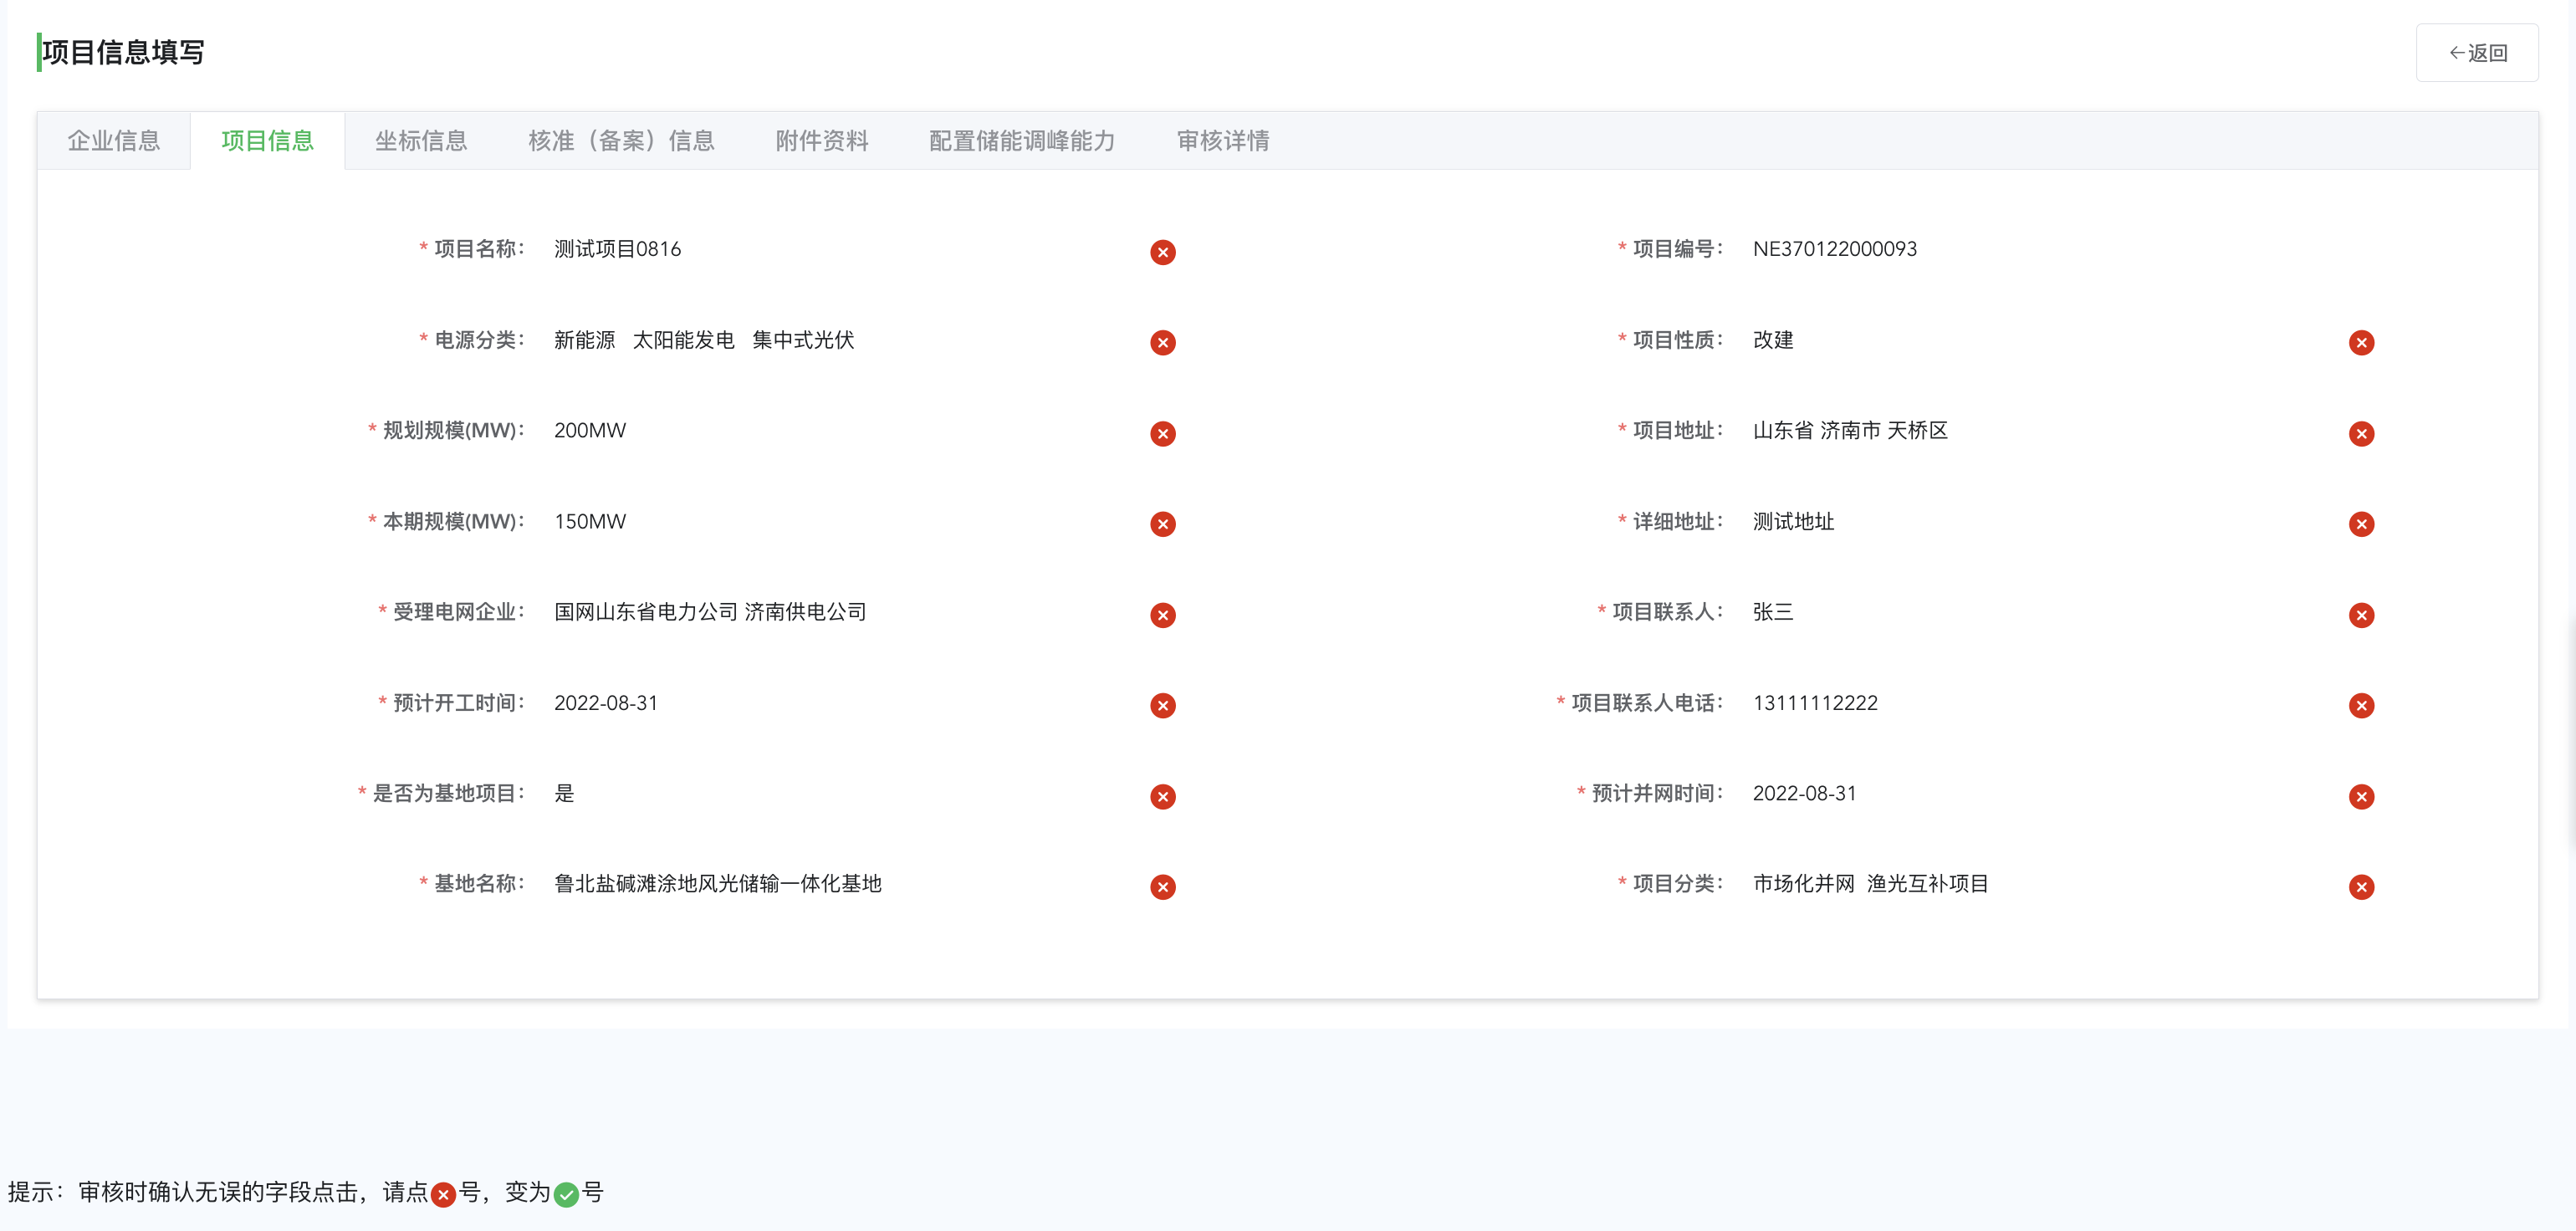 项目信息填写
←返回
企业信息 项目信息 坐标信息 核准（备案）信息 附件资料 配置储能调峰能力 审核详情
* 项目名称： 测试项目0816 * 项目编号： NE370122000093
* 电源分类： 新能源 太阳能发电 集中式光伏 * 项目性质： 改建
* 规划规模(MW)： 200MW * 项目地址： 山东省 济南市 天桥区
* 本期规模(MW)： 150MW * 详细地址： 测试地址
* 受理电网企业： 国网山东省电力公司 济南供电公司 * 项目联系人： 张三
* 预计开工时间： 2022-08-31 * 项目联系人电话： 13111112222
* 是否为基地项目： 是 * 预计并网时间： 2022-08-31
* 基地名称： 鲁北盐碱滩涂地风光储输一体化基地 * 项目分类： 市场化并网 渔光互补项目
提示：审核时确认无误的字段点击，请点号，变为号